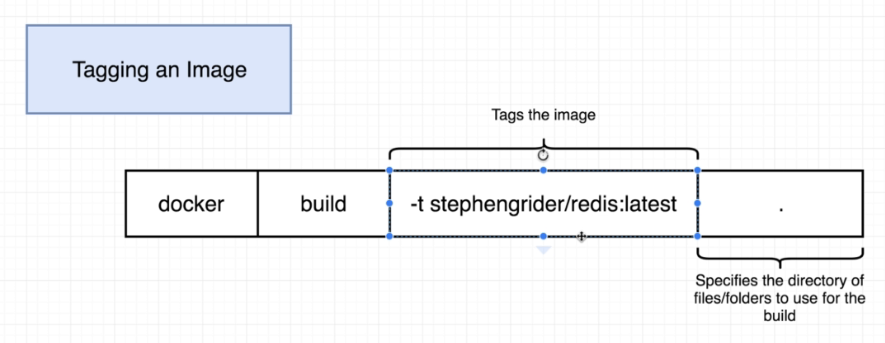 Tagging an Image
Tags the image
docker build -t stephengrider/redis:latest .
Specifies the directory of
files/folders to use for the
build